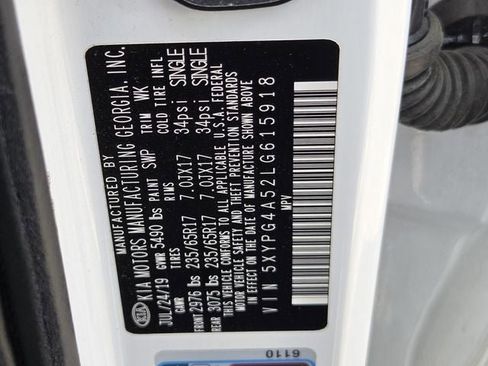 KIA
MANUFACTURED BY
KIA MOTORS MANUFACTURING GEORGIA, INC.
JUL/24/19 GVWR 5490 lbs PAINT SWP TRIM WK
GAWR TIRES RIMS COLD TIRE INFL
FRONT 2976 lbs 235/65R17 7.0JX17 34psi SINGLE
REAR 3075 lbs 235/65R17 7.0JX17 34psi SINGLE
THIS VEHICLE CONFORMS TO ALL APPLICABLE U.S.A. FEDERAL
MOTOR VEHICLE SAFETY AND THEFT PREVENTION STANDARDS
IN EFFECT ON THE DATE OF MANUFACTURE SHOWN ABOVE
VIN 5XYPG4A52LG615918
MPV
6110